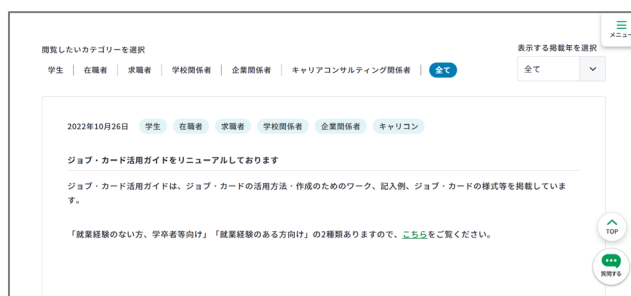 メニュー
閲覧したいカテゴリーを選択
表示する掲載年を選択
学生 在職者 求職者 学校関係者 企業関係者 キャリアコンサルティング関係者 全て
全て
2022年10月26日 学生 在職者 求職者 学校関係者 企業関係者 キャリコン
ジョブ・カード活用ガイドをリニューアルしております
ジョブ・カード活用ガイドは、ジョブ・カードの活用方法・作成のためのワーク、記入例、ジョブ・カードの様式等を掲載していま
す。
「就業経験のない方、学卒者等向け」「就業経験のある方向け」の2種類ありますので、こちらをご覧ください。
TOP
質問する